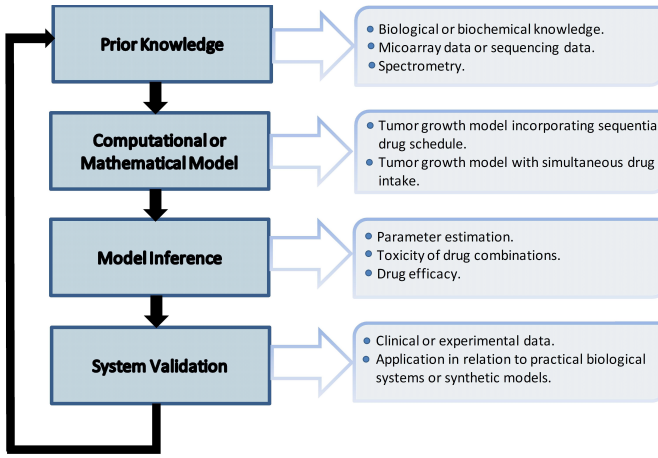 Prior Knowledge
Biological or biochemical knowledge.
Micoarray data or sequencing data.
Spectrometry.
Computational or
Mathematical Model
Tumor growth model incorporating sequentia
drug schedule.
Tumor growth model with simultaneous drug
intake.
Model Inference
Parameter estimation.
Toxicity of drug combinations.
Drug efficacy.
System Validation
Clinical or experimental data.
Application in relation to practical biological
systems or synthetic models.